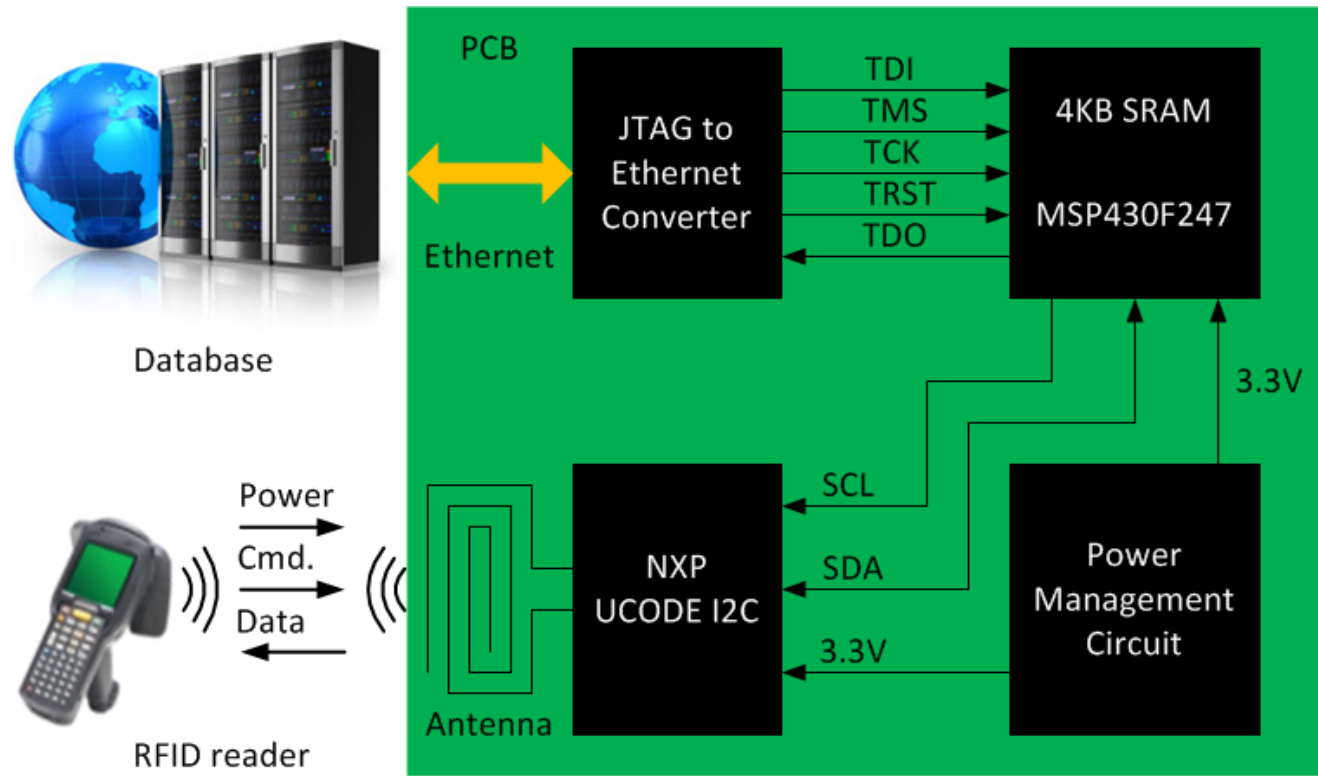 PCB
JTAG to
Ethernet
Converter
TDI
TMS
TCK
TRST
TDO
4KB SRAM
MSP430F247
Ethernet
Database
3.3V
Power
Cmd.
Data
RFID reader
Antenna
NXP
UCODE I2C
SCL
SDA
3.3V
Power
Management
Circuit